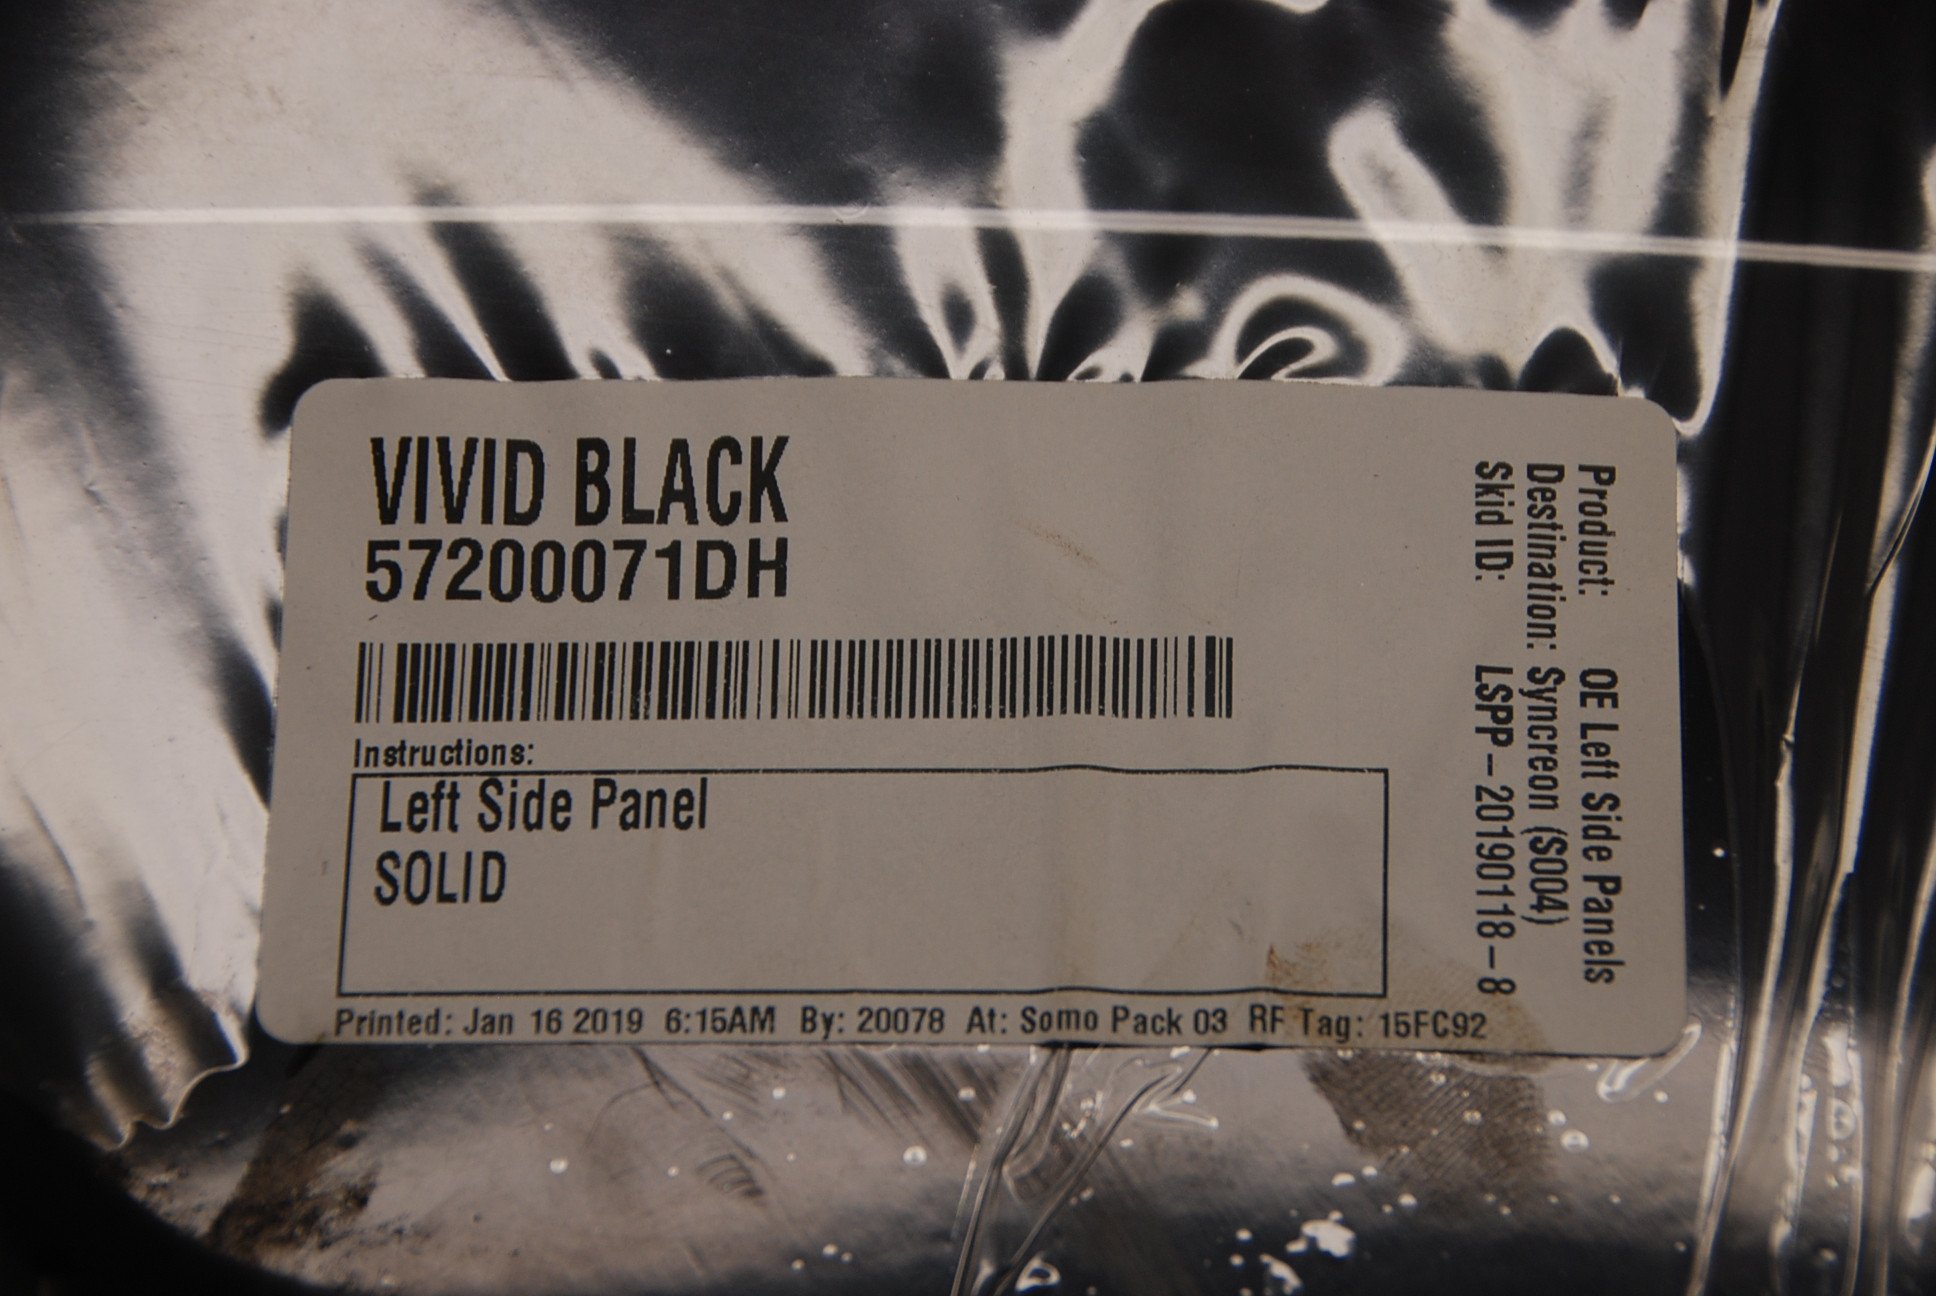 VIVID BLACK
57200071DH
Instructions:
Left Side Panel
SOLID
Printed: Jan 16 2019 6:15AM By: 20078 At: Somo Pack 03 RF Tag: 15FC92
Product: OE Left Side Panels
Destination: Syncreon (S004)
Skid ID: LSPP-20190118-8